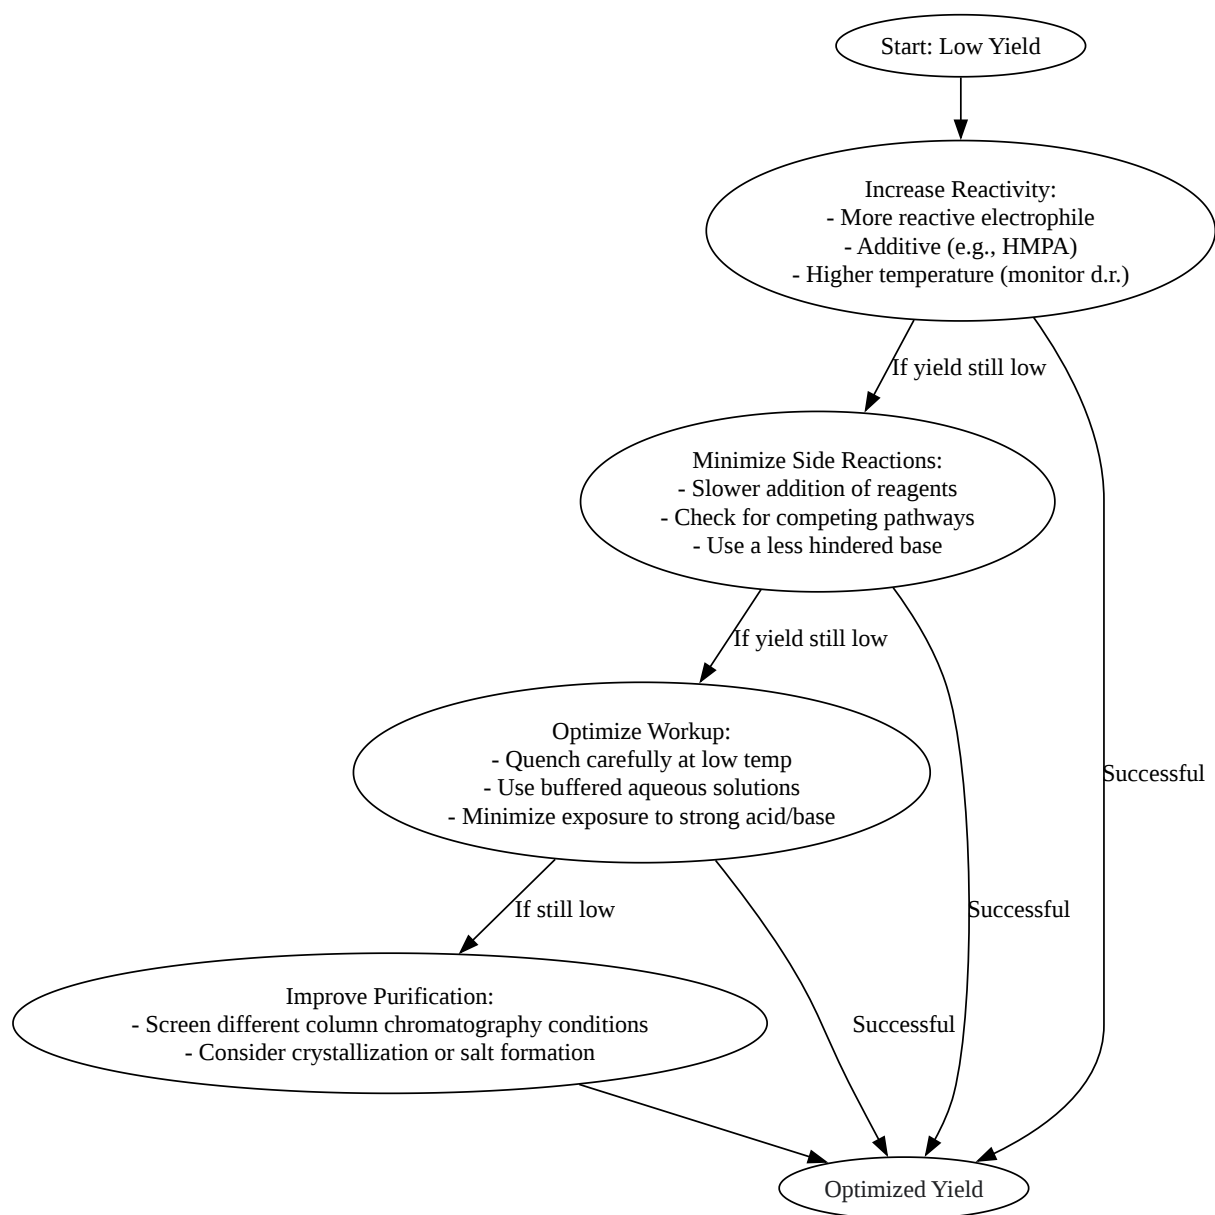 Start: Low Yield
Increase Reactivity:
- More reactive electrophile
- Additive (e.g., HMPA)
- Higher temperature (monitor d.r.)
If yield still low
Minimize Side Reactions:
- Slower addition of reagents
- Check for competing pathways
- Use a less hindered base
If yield still low
Optimize Workup:
- Quench carefully at low temp
- Use buffered aqueous solutions
- Minimize exposure to strong acid/base
Successful
If still low
Successful
Improve Purification:
- Screen different column chromatography conditions
- Consider crystallization or salt formation
Successful
Optimized Yield